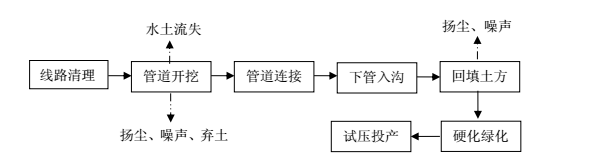 水土流失
扬尘、噪声
线路清理
管道开挖
管道连接
下管入沟
回填土方
扬尘、噪声、弃土
试压投产
硬化绿化